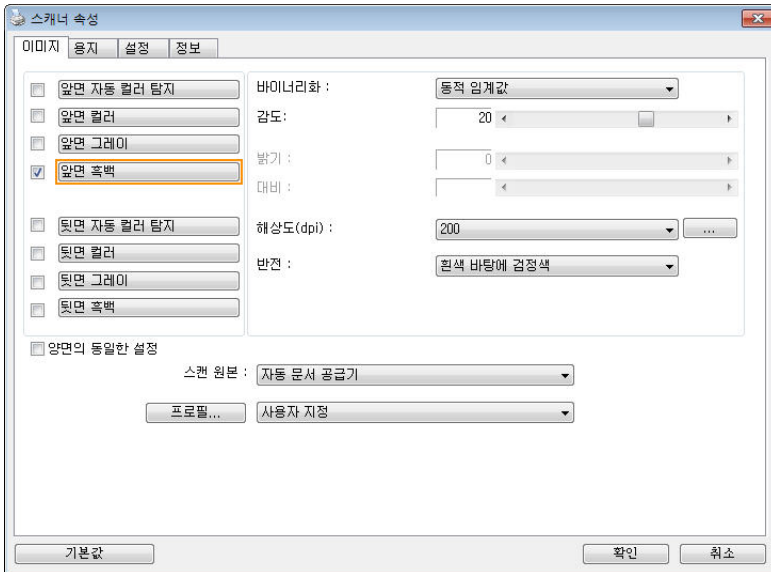 스캐너 속성
이미지 용지 설정 정보
앞면 자동 컬러 탐지
앞면 컬러
앞면 그레이
앞면 흑백
뒷면 자동 컬러 탐지
뒷면 컬러
뒷면 그레이
뒷면 흑백
바이너리화 : 동적 임계값
감도: 20
밝기 : 0
대비 :
해상도(dpi) : 200 ...
반전 : 흰색 바탕에 검정색
양면의 동일한 설정
스캔 원본 : 자동 문서 공급기
프로필... 사용자 지정
기본값 확인 취소